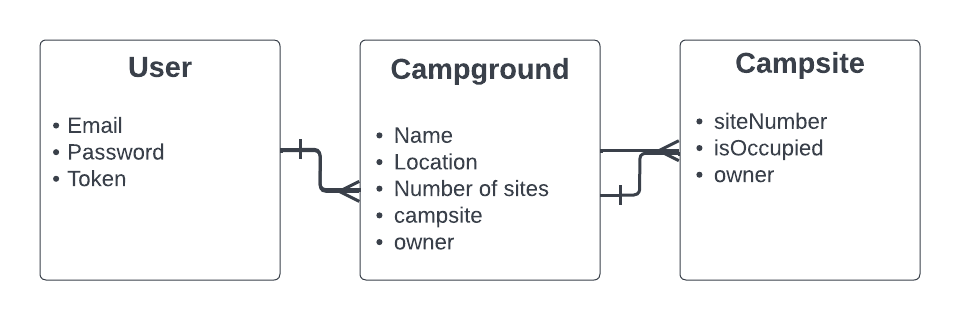 User
• Email
• Password
• Token
Campground
• Name
• Location
• Number of sites
• campsite
• owner
Campsite
• siteNumber
• isOccupied
• owner